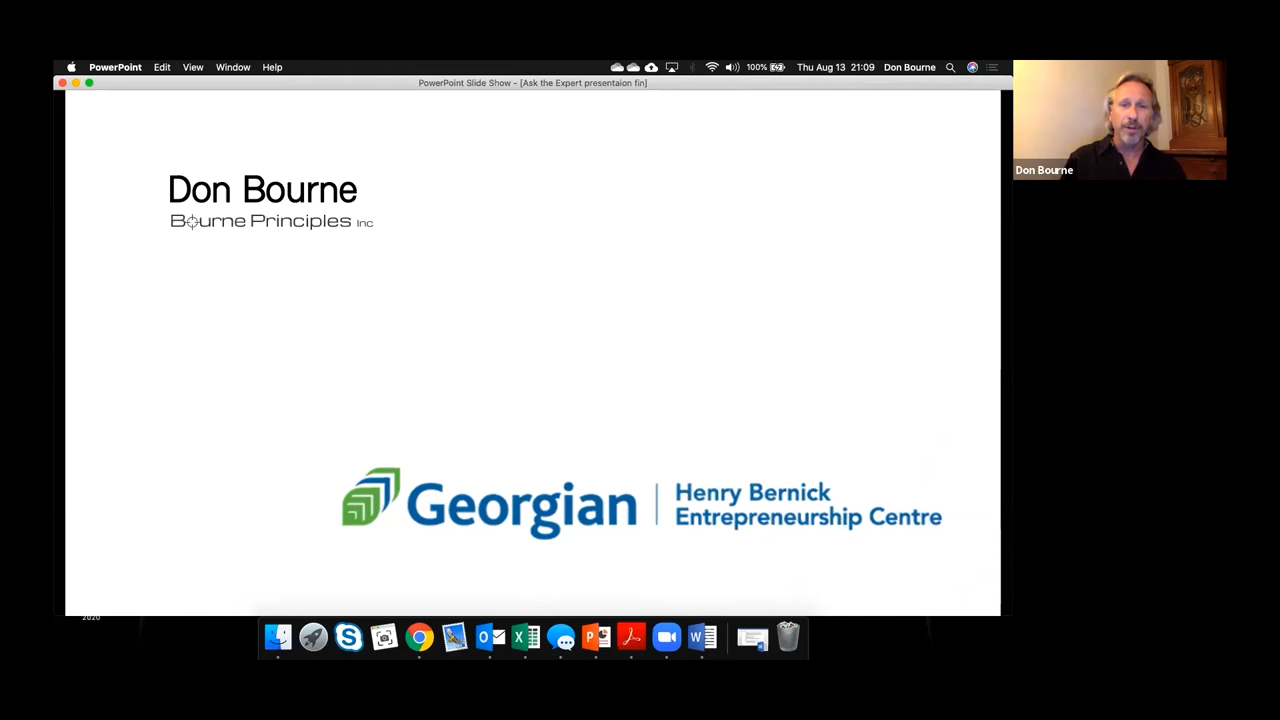 PowerPoint Edit View Window Help 100% Thu Aug 13 21:09 Don Bourne
PowerPoint Slide Show - [Ask the Expert presentaion fin]
Don Bourne
Don Bourne
Bourne Principles Inc
Georgian
Henry Bernick
Entrepreneurship Centre
2020